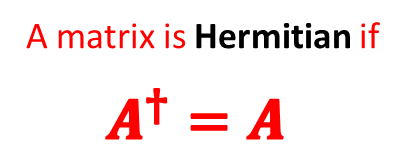 A matrix is Hermitian if
A† = A